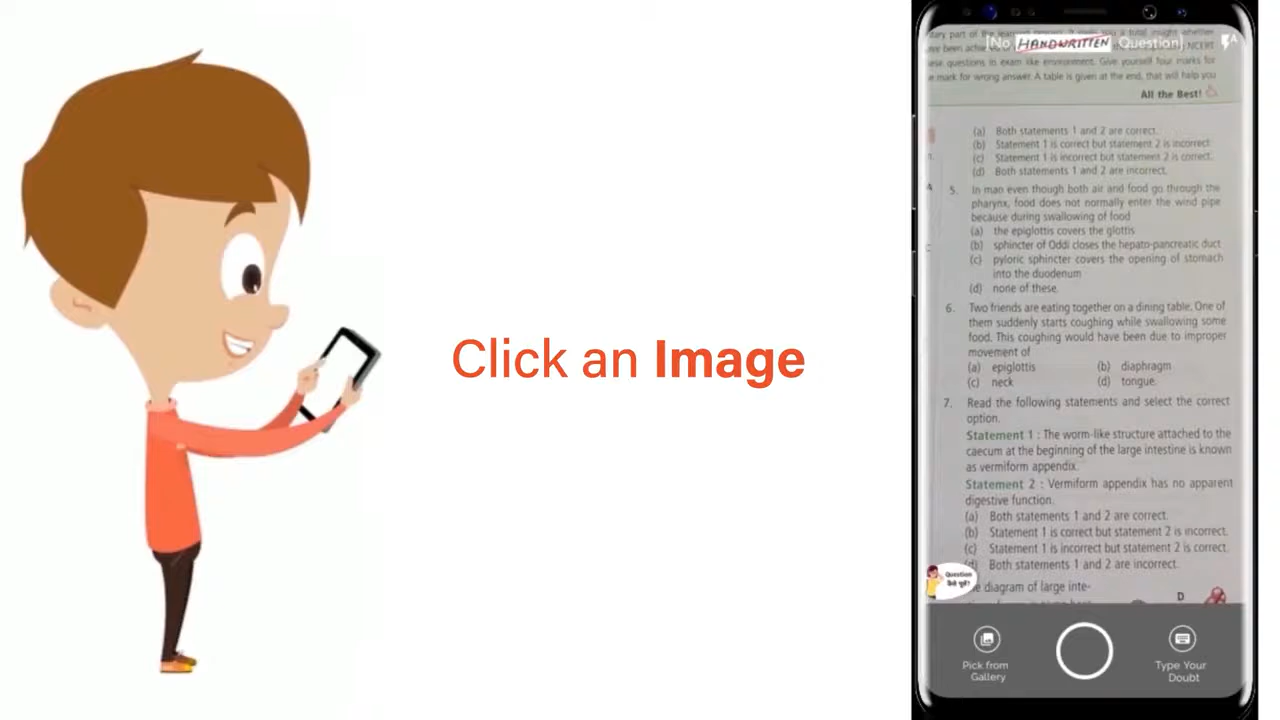 Click an Image
[No HANDWRITTEN Question]
All the Best!
(a) Both statements 1 and 2 are correct.
(b) Statement 1 is correct but statement 2 is incorrect.
(c) Statement 1 is incorrect but statement 2 is correct.
(d) Both statements 1 and 2 are incorrect.
5. In man even though both air and food go through the
pharynx, food does not normally enter the wind pipe
because during swallowing of food
(a) the epiglottis covers the glottis
(b) sphincter of Oddi closes the hepato-pancreatic duct
(c) pyloric sphincter covers the opening of stomach
into the duodenum
(d) none of these.
6. Two friends are eating together on a dining table. One of
them suddenly starts coughing while swallowing some
food. This coughing would have been due to improper
movement of
(a) epiglottis (b) diaphragm
(c) neck (d) tongue.
7. Read the following statements and select the correct
option.
Statement 1 : The worm-like structure attached to the
caecum at the beginning of the large intestine is known
as vermiform appendix.
Statement 2 : Vermiform appendix has no apparent
digestive function.
(a) Both statements 1 and 2 are correct.
(b) Statement 1 is correct but statement 2 is incorrect.
(c) Statement 1 is incorrect but statement 2 is correct.
(d) Both statements 1 and 2 are incorrect.
Question
कैसे पूछें?
diagram of large inte-
D
Pick from
Gallery
Type Your
Doubt